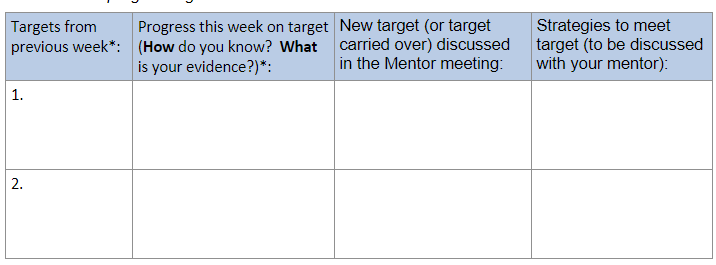 Targets from
previous week*:
Progress this week on target
(How do you know? What
is your evidence?)*:
New target (or target
carried over) discussed
in the Mentor meeting:
Strategies to meet
target (to be discussed
with your mentor):
1.
2.